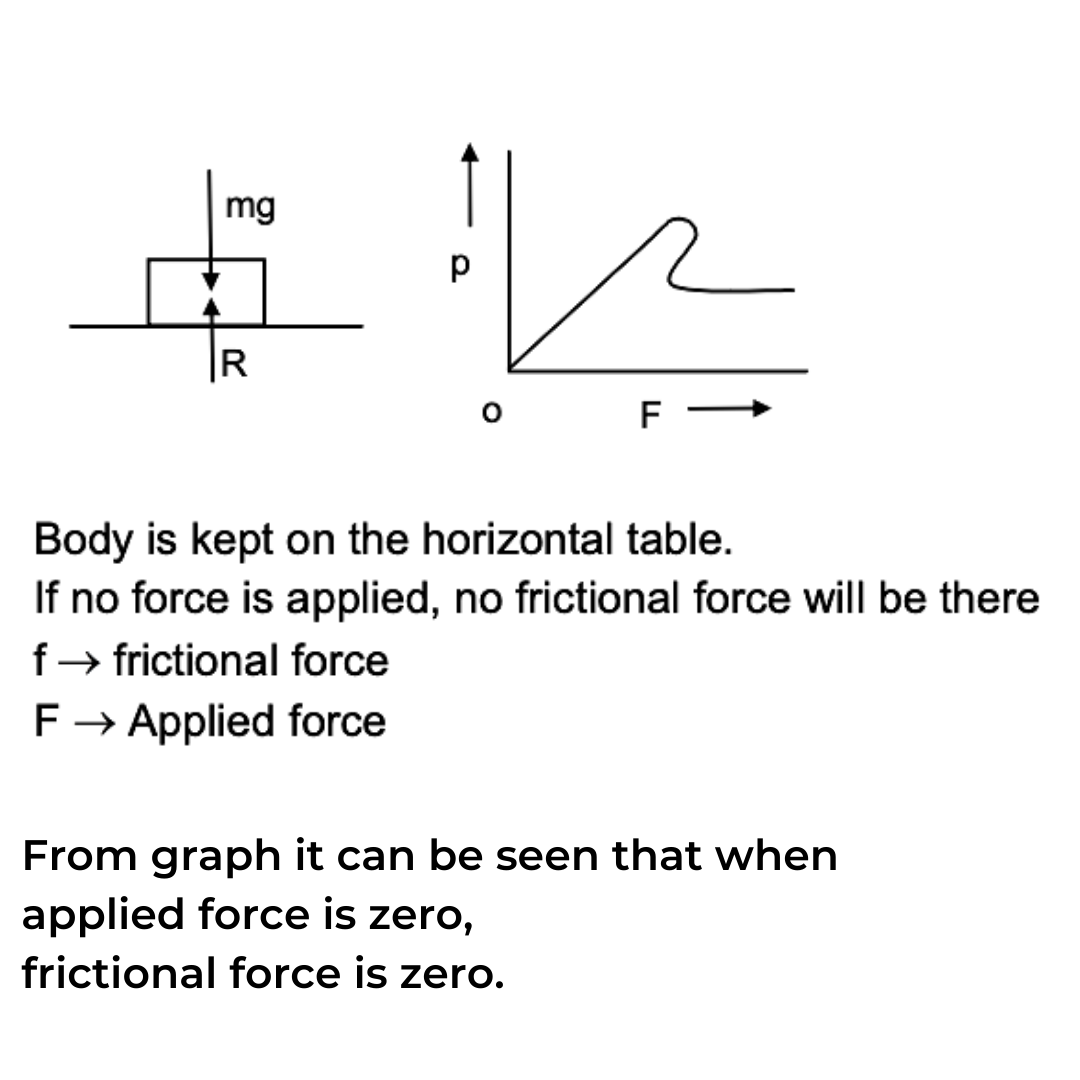 mg
R
p
o
F
Body is kept on the horizontal table.
If no force is applied, no frictional force will be there
f → frictional force
F → Applied force
From graph it can be seen that when
applied force is zero,
frictional force is zero.